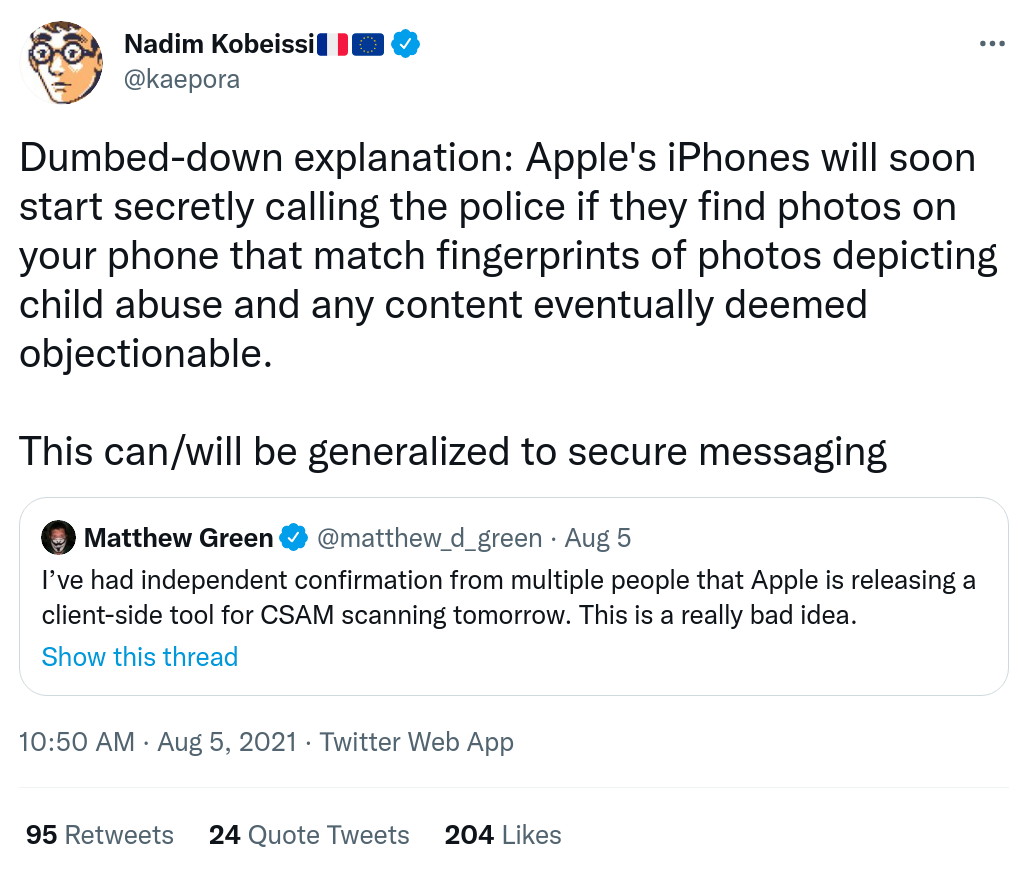 Nadim Kobeissi🇫🇷🇪🇺
@kaepora
Dumbed-down explanation: Apple's iPhones will soon
start secretly calling the police if they find photos on
your phone that match fingerprints of photos depicting
child abuse and any content eventually deemed
objectionable.
This can/will be generalized to secure messaging
Matthew Green @matthew_d_green · Aug 5
I’ve had independent confirmation from multiple people that Apple is releasing a
client-side tool for CSAM scanning tomorrow. This is a really bad idea.
Show this thread
10:50 AM · Aug 5, 2021 · Twitter Web App
95 Retweets 24 Quote Tweets 204 Likes